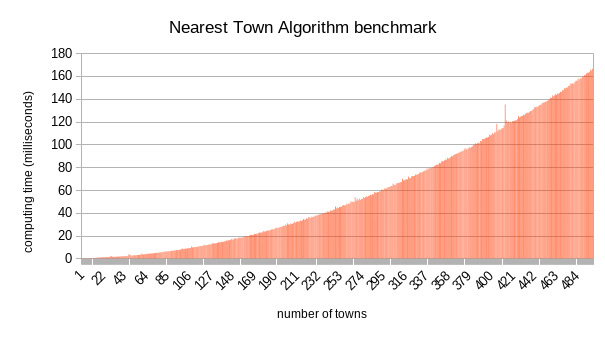 Nearest Town Algorithm benchmark
computing time (milliseconds)
180
160
140
120
100
80
60
40
20
0
1 22 43 64 85 106 127 148 169 190 211 232 253 274 295 316 337 358 379 400 421 442 463 484
number of towns